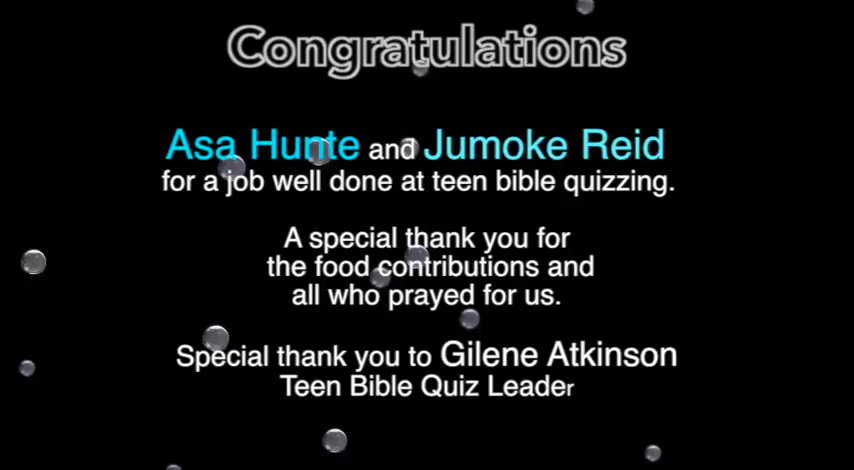 Congratulations
Asa Hunte and Jumoke Reid
for a job well done at teen bible quizzing.
A special thank you for
the food contributions and
all who prayed for us.
Special thank you to Gilene Atkinson
Teen Bible Quiz Leader